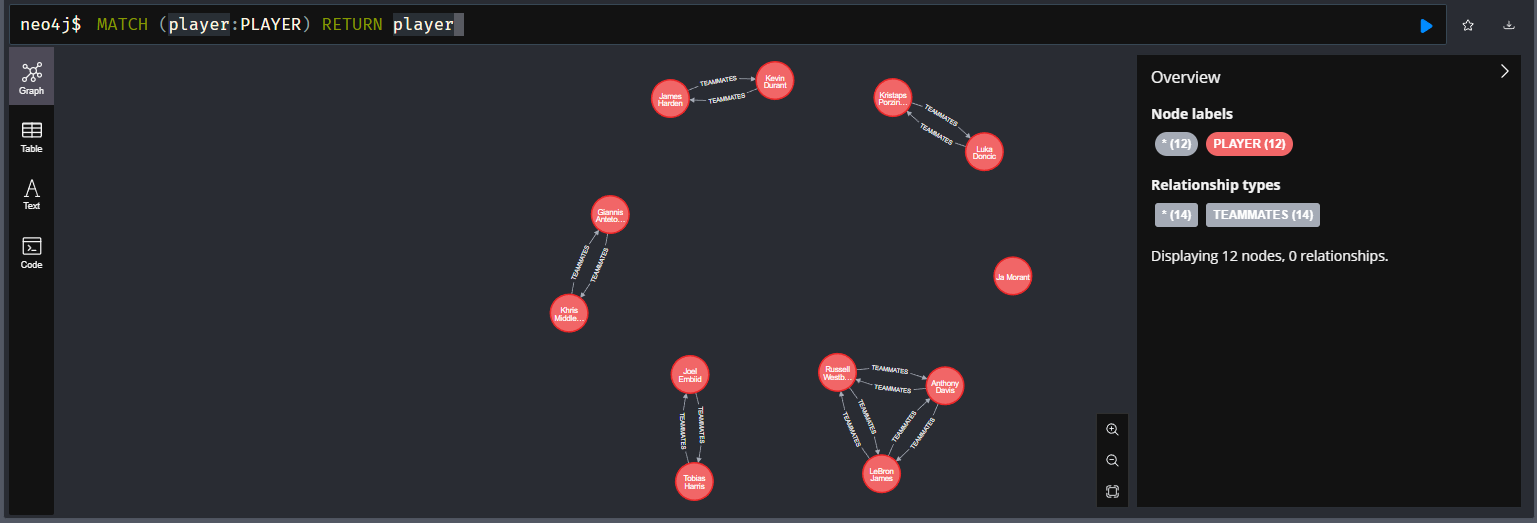 neo4j$ MATCH (player:PLAYER) RETURN player
Graph
Table
Text
Code
James
Harden
TEAMMATES
TEAMMATES
Kevin
Durant
Kristaps
Porzin...
TEAMMATES
TEAMMATES
Luka
Doncic
Giannis
Anteto...
TEAMMATES
TEAMMATES
Khris
Middle...
Ja Morant
Joel
Embiid
TEAMMATES
TEAMMATES
Tobias
Harris
Russell
Westb...
TEAMMATES
TEAMMATES
Anthony
Davis
TEAMMATES
TEAMMATES
TEAMMATES
TEAMMATES
LeBron
James
Overview
Node labels
* (12) PLAYER (12)
Relationship types
* (14) TEAMMATES (14)
Displaying 12 nodes, 0 relationships.